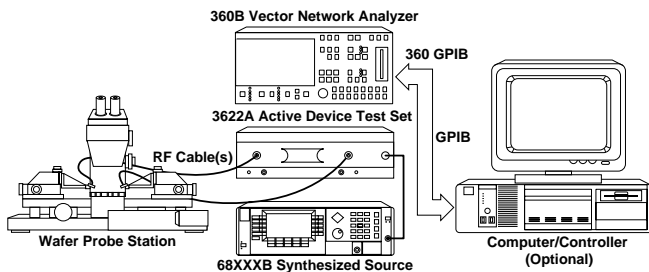 360B Vector Network Analyzer
360 GPIB
3622A Active Device Test Set
GPIB
RF Cable(s)
Wafer Probe Station
68XXXB Synthesized Source
Computer/Controller
(Optional)